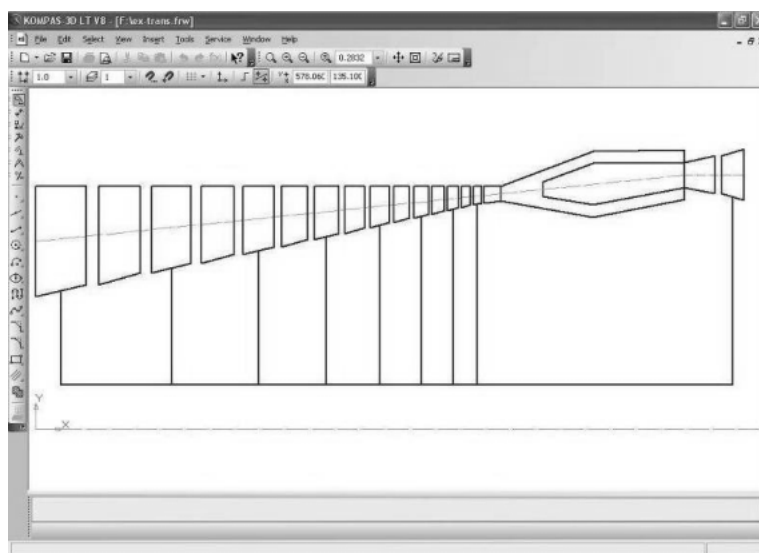 KOMPAS-3D LT V8 - [F:\ex-trans.frw]
File Edit Select View Insert Tools Service Window Help
0.2832
1.0 1 578.060 135.100
Y
X